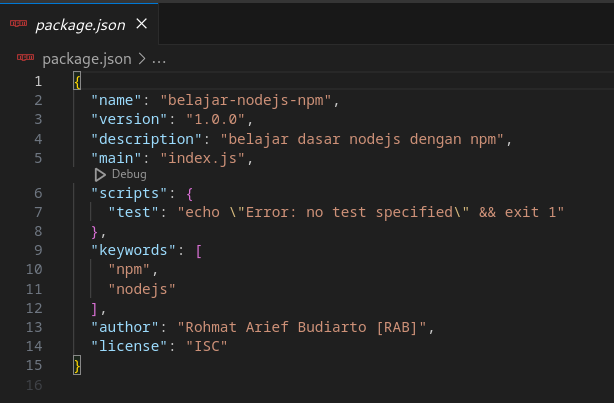 package.json
package.json > ...
1 {
2 "name": "belajar-nodejs-npm",
3 "version": "1.0.0",
4 "description": "belajar dasar nodejs dengan npm",
5 "main": "index.js",
Debug
6 "scripts": {
7 "test": "echo \"Error: no test specified\" && exit 1"
8 },
9 "keywords": [
10 "npm",
11 "nodejs"
12 ],
13 "author": "Rohmat Arief Budiarto [RAB]",
14 "license": "ISC"
15 }
16